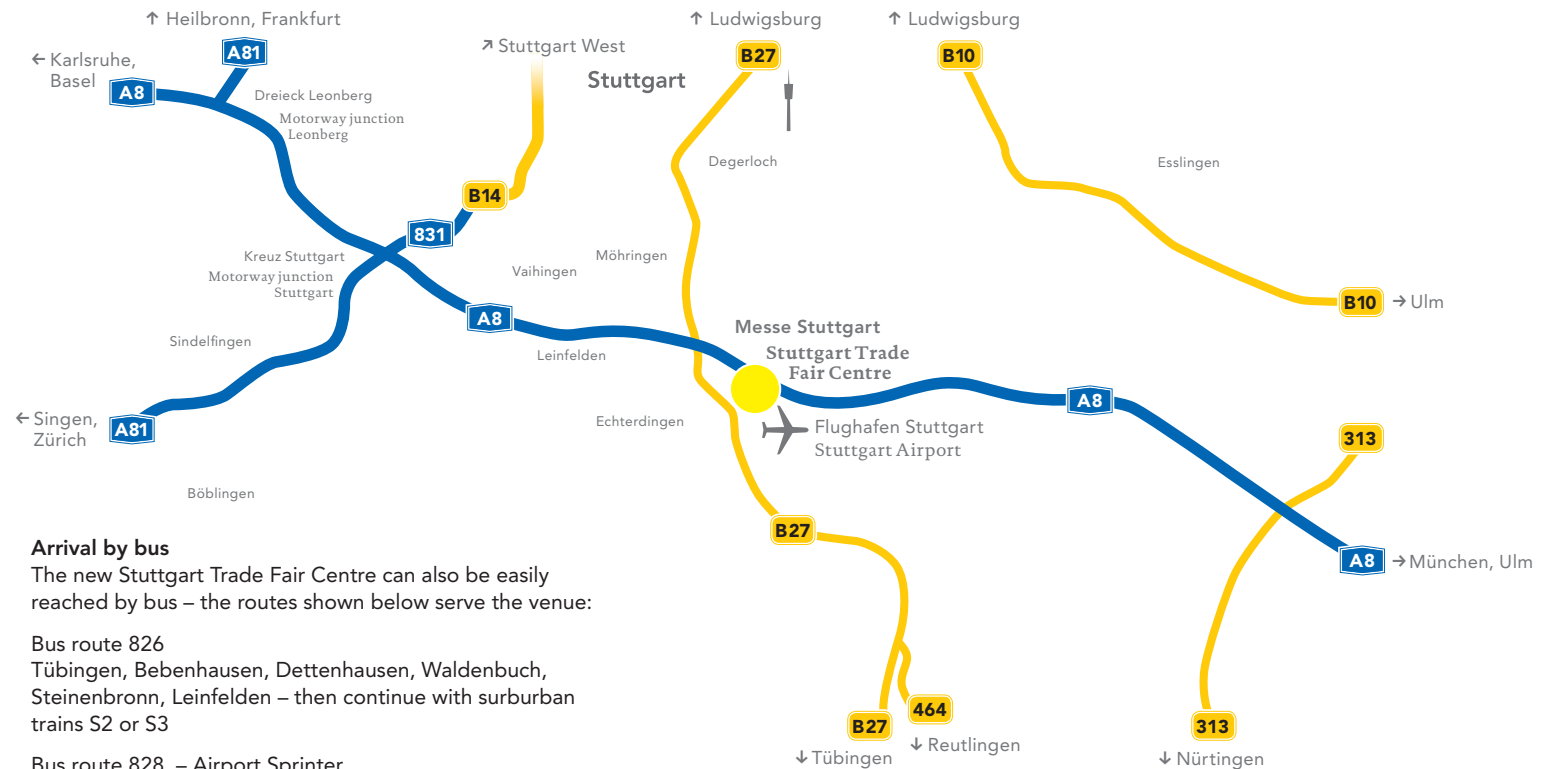 ↑ Heilbronn, Frankfurt
↑ Ludwigsburg
↑ Ludwigsburg
↗ Stuttgart West
A81
B27
B10
← Karlsruhe,
Basel
A8
Stuttgart
Dreieck Leonberg
Motorway junction
Leonberg
Degerloch
Esslingen
B14
831
Kreuz Stuttgart
Motorway junction
Stuttgart
Möhringen
Vaihingen
B10
→ Ulm
A8
Messe Stuttgart
Stuttgart Trade
Fair Centre
Sindelfingen
Leinfelden
A8
← Singen,
Zürich
A81
Echterdingen
Flughafen Stuttgart
Stuttgart Airport
313
Böblingen
B27
A8
→ München, Ulm
Arrival by bus
The new Stuttgart Trade Fair Centre can also be easily
reached by bus – the routes shown below serve the venue:
Bus route 826
Tübingen, Bebenhausen, Dettenhausen, Waldenbuch,
Steinenbronn, Leinfelden – then continue with surburban
trains S2 or S3
Bus route 828 – Airport Sprinter
B27
464
313
↓ Tübingen
↓ Reutlingen
↓ Nürtingen